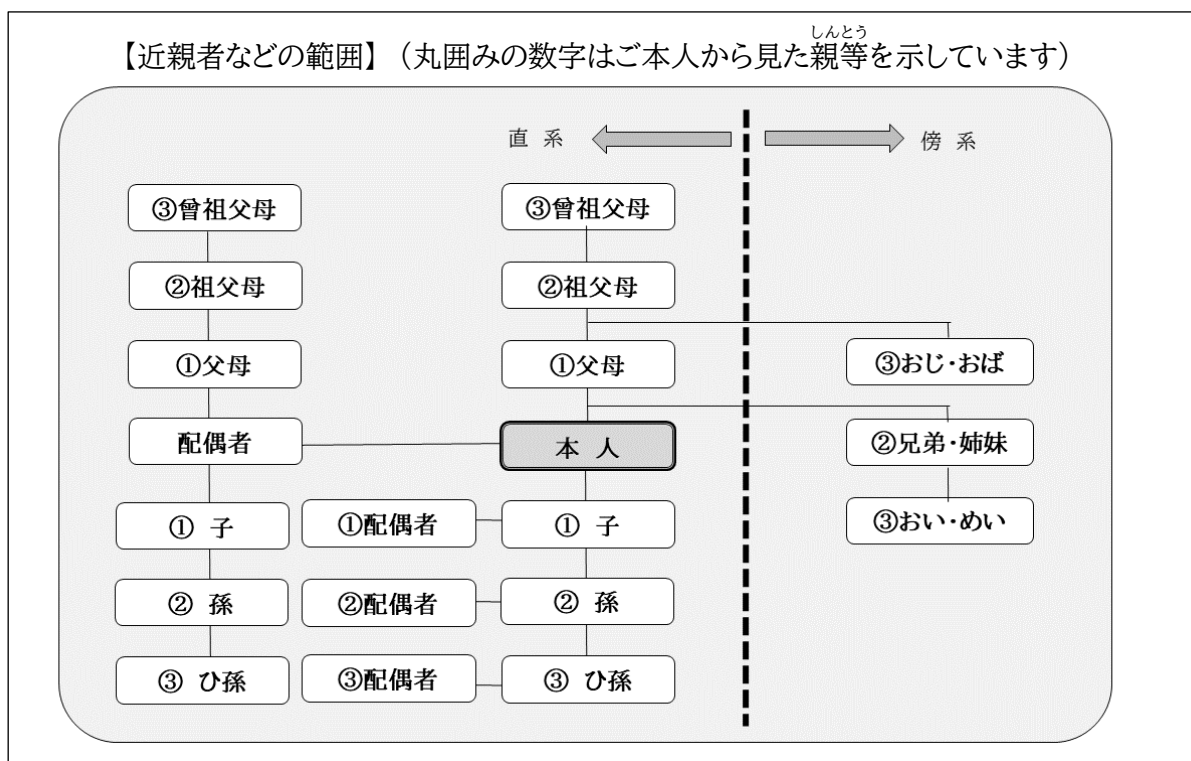 しんとう
【近親者などの範囲】（丸囲みの数字はご本人から見た親等を示しています）
直 系
傍 系
③曾祖父母
③曾祖父母
②祖父母
②祖父母
①父母
①父母
③おじ・おば
配偶者
本 人
②兄弟・姉妹
① 子
①配偶者
① 子
③おい・めい
② 孫
②配偶者
② 孫
③ ひ孫
③配偶者
③ ひ孫